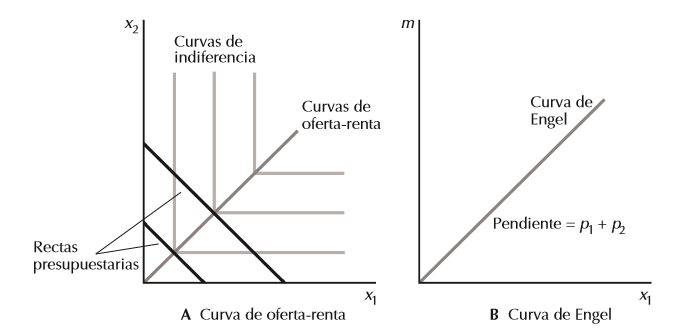 x2
Curvas de
indiferencia
Curvas de
oferta-renta
Rectas
presupuestarias
x1
A Curva de oferta-renta
m
Curva de
Engel
Pendiente = p1 + p2
x1
B Curva de Engel